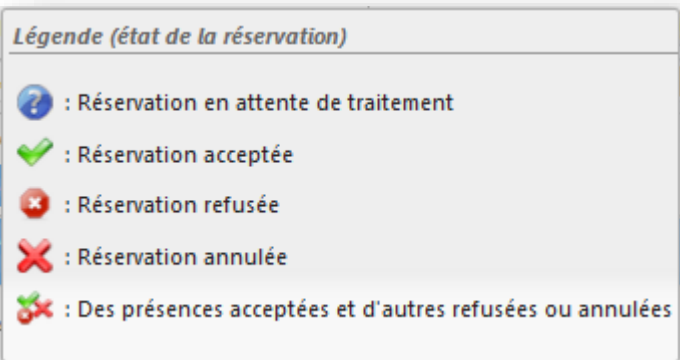 Légende (état de la réservation)
: Réservation en attente de traitement
: Réservation acceptée
: Réservation refusée
: Réservation annulée
: Des présences acceptées et d'autres refusées ou annulées